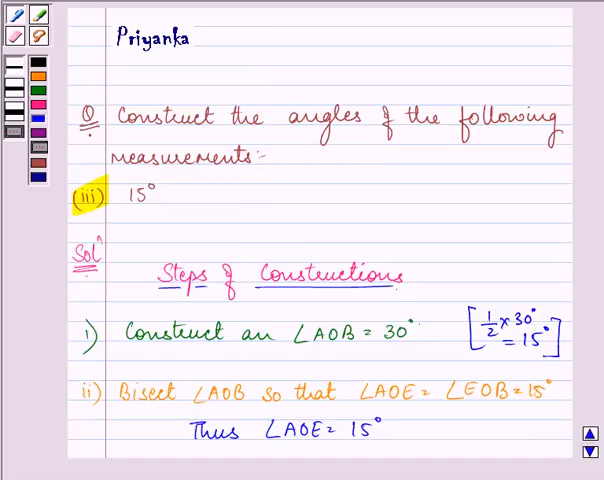 Priyanka
Q Construct the angles of the following
measurements:-
(iii) 15°
Solⁿ
Steps of Constructions
i) Construct an ∠AOB = 30° [½ × 30° = 15°]
ii) Bisect ∠AOB so that ∠AOE = ∠EOB = 15°
Thus ∠AOE = 15°